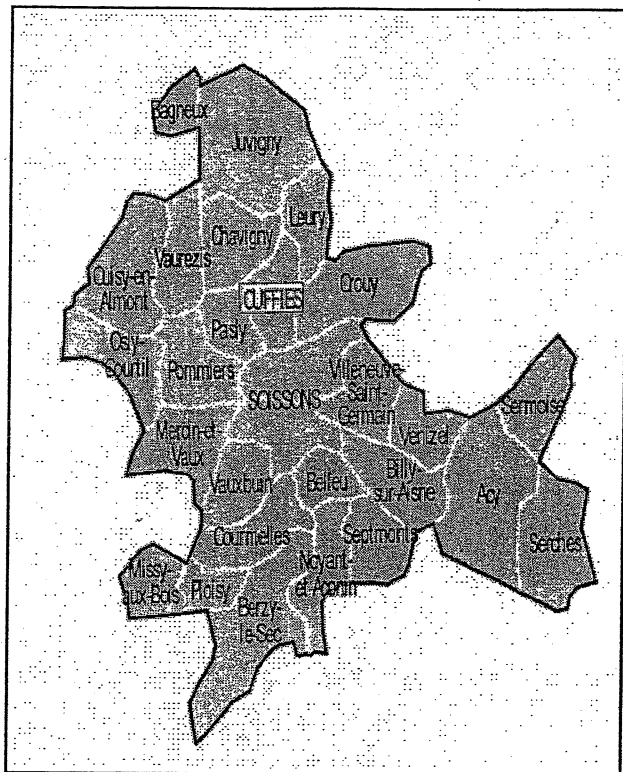 Bagneux
Juvigny
Leury
Chavigny
Vauxrezis
Cuisy-en-
Almont
CUFFIES
Crouy
Osly
Courtil
Pasly
Pommiers
Villeneuve
Saint-
Germain
SOISSONS
Sermoise
Mercin-et
Vaux
Venizel
Vauxbuin
Belleu
Billy
sur-Aisne
Acy
Courmelles
Septmonts
Serches
Missy
aux-Bois
Ploisy
Noyant
et-Aconin
Berzy
le-Sec